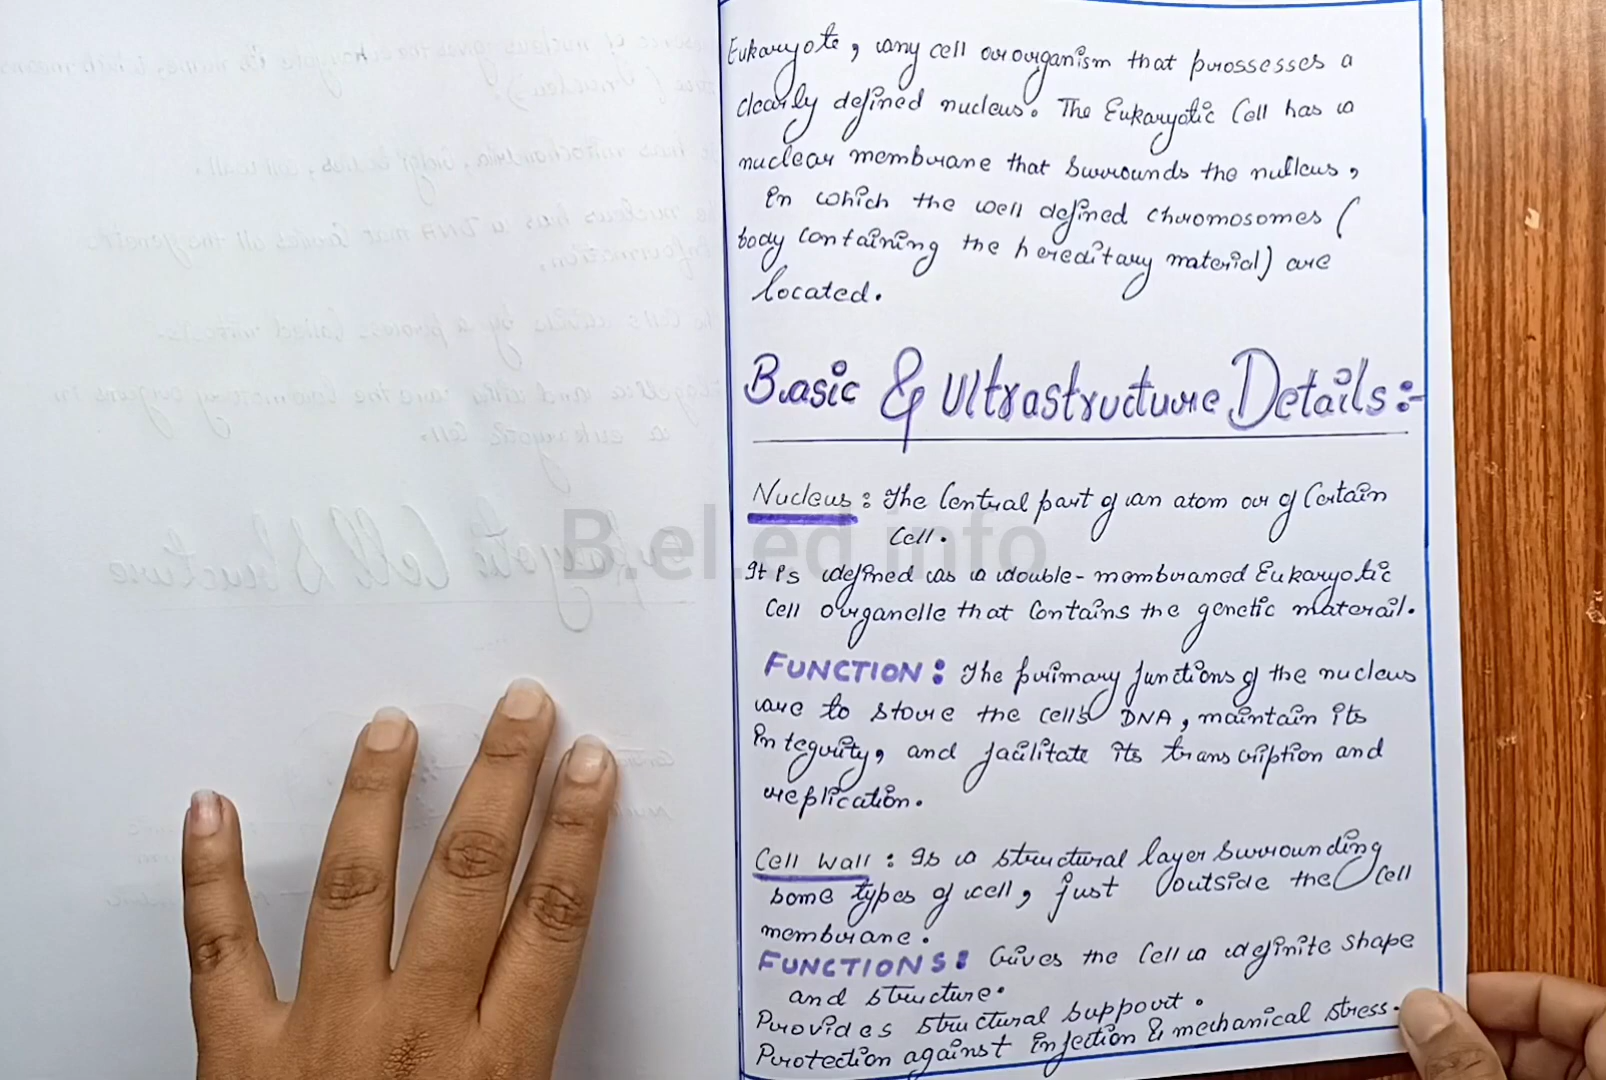 Eukaryote, any cell or organism that possesses a
clearly defined nucleus. The Eukaryotic Cell has a
nuclear membrane that surrounds the nulleus,
in which the well defined chromosomes (
body containing the hereditary material) are
located.
Basic & Ultrastructure Details:-
Nucleus: The Central part of an atom or of Certain
Cell.
It is defined as a double-membraned Eukaryotic
Cell organelle that Contains the genetic materail.
FUNCTION: The primary functions of the nucleus
are to store the cell's DNA, maintain its
integrity, and facilitate its transcription and
replication.
Cell Wall: Is a structural layer surrounding
some types of cell, just outside the Cell
membrane.
FUNCTIONS: Gives the Cell a definite shape
and structure.
Provides structural support.
Protection against infection & mechanical stress.
B.el.ed.info